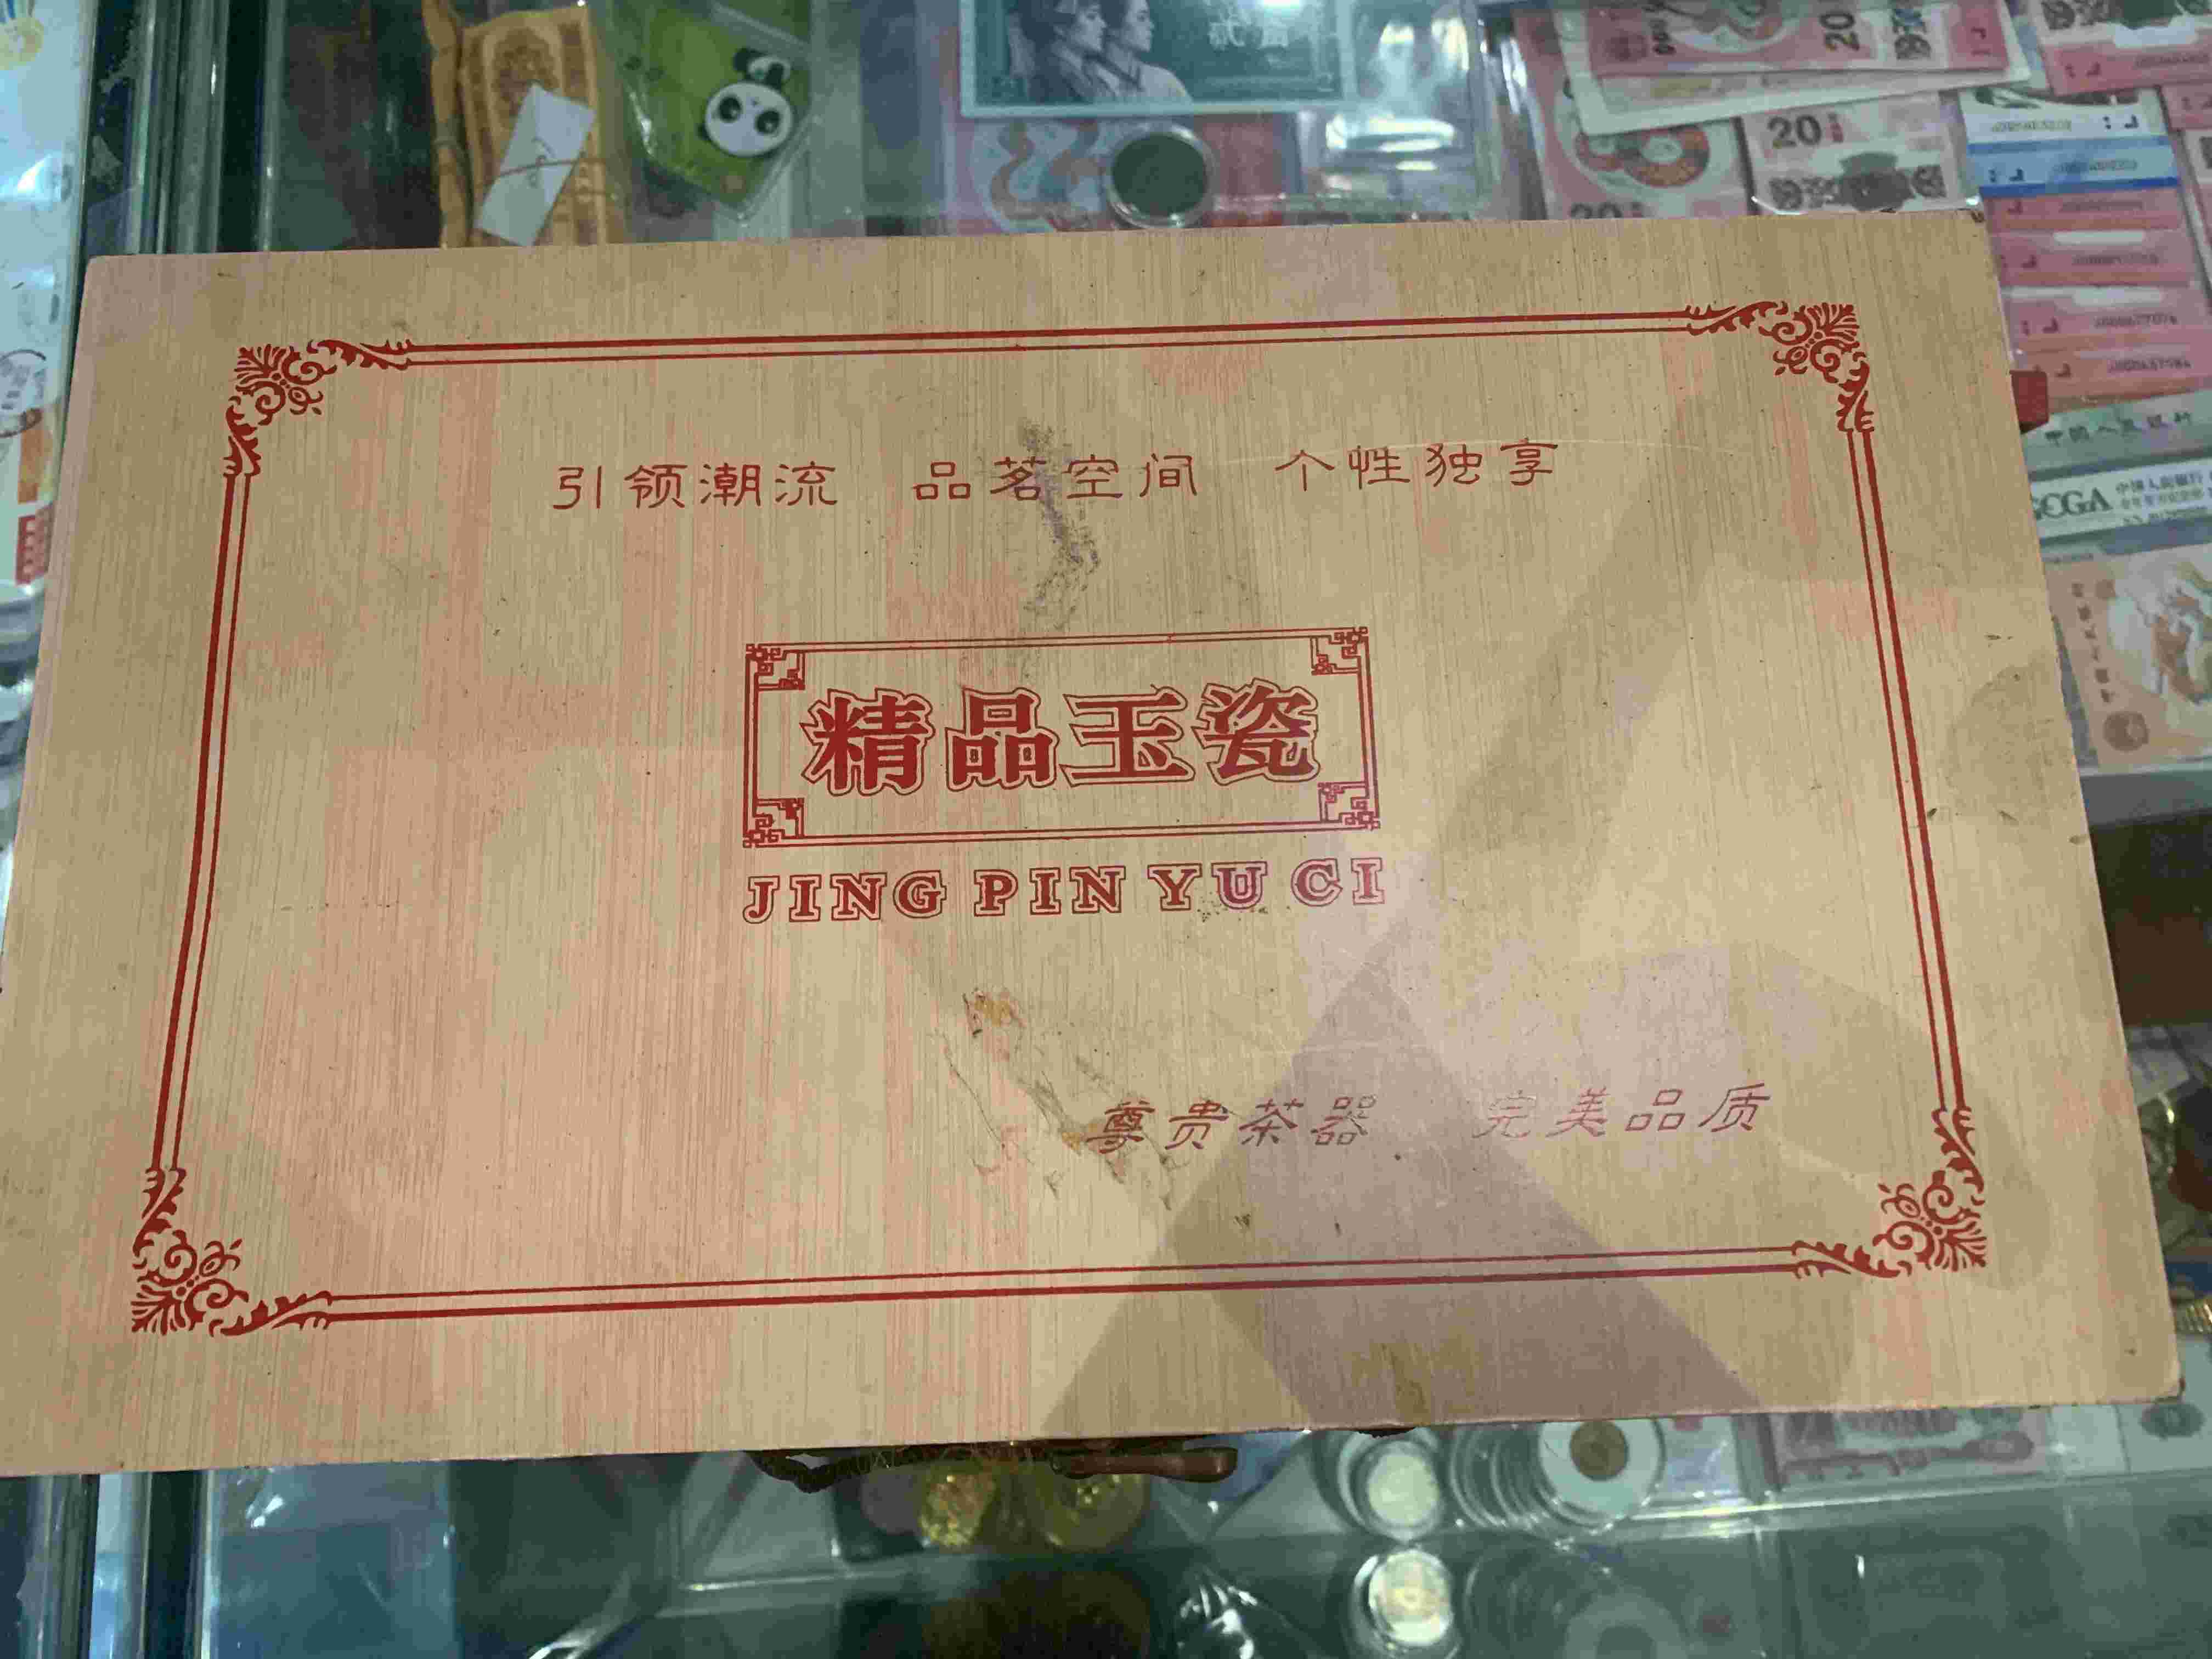 20
引领潮流 品茗空间 个性独享
精品玉瓷
JING PIN YU CI
尊贵茶器 完美品质